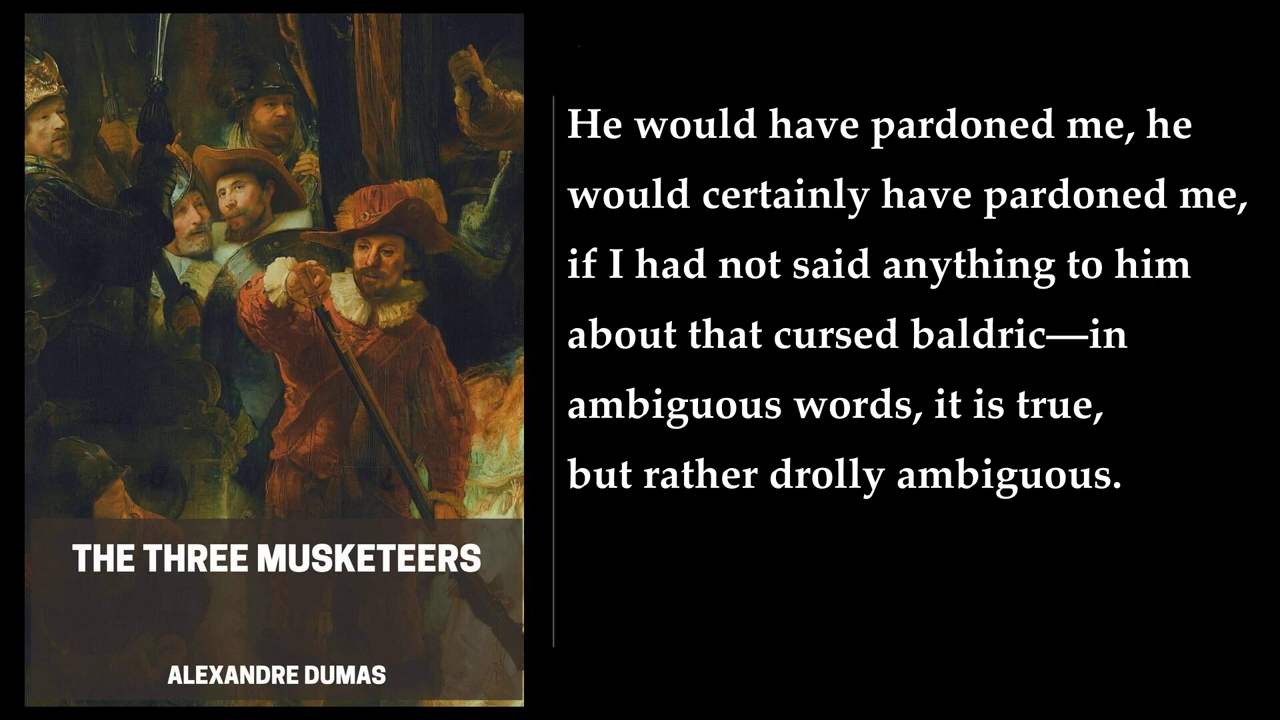 THE THREE MUSKETEERS
ALEXANDRE DUMAS
He would have pardoned me, he
would certainly have pardoned me,
if I had not said anything to him
about that cursed baldric—in
ambiguous words, it is true,
but rather drolly ambiguous.